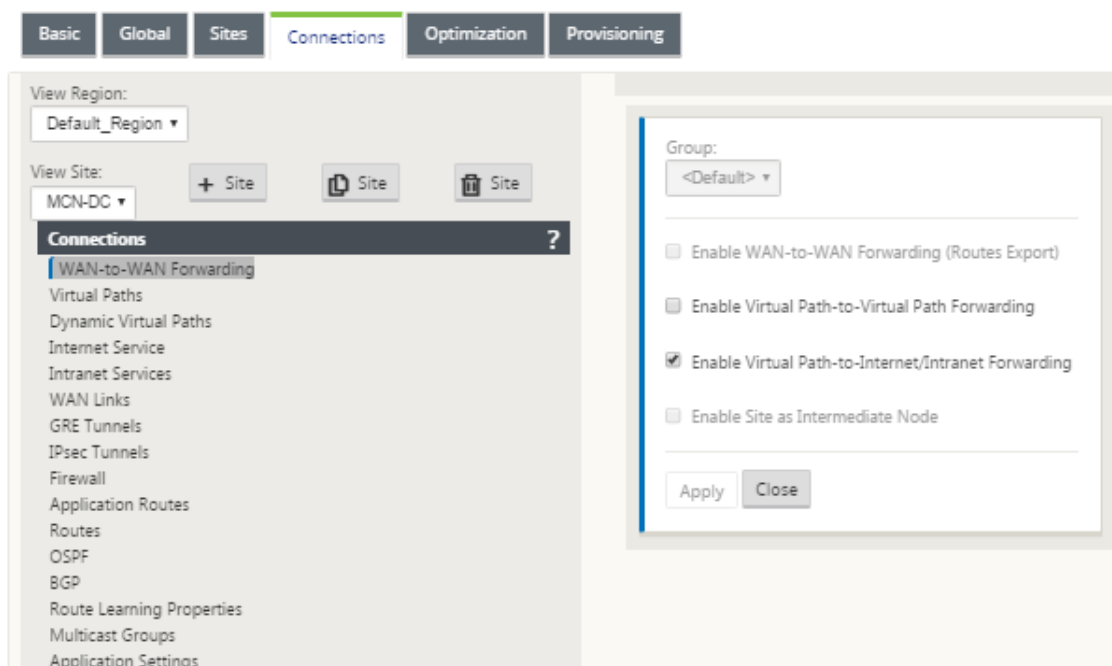 Basic Global Sites Connections Optimization Provisioning
View Region:
Default_Region
View Site:
MCN-DC
+ Site Site Site
Connections ?
WAN-to-WAN Forwarding
Virtual Paths
Dynamic Virtual Paths
Internet Service
Intranet Services
WAN Links
GRE Tunnels
IPsec Tunnels
Firewall
Application Routes
Routes
OSPF
BGP
Route Learning Properties
Multicast Groups
Application Settings
Group:
<Default>
Enable WAN-to-WAN Forwarding (Routes Export)
Enable Virtual Path-to-Virtual Path Forwarding
Enable Virtual Path-to-Internet/Intranet Forwarding
Enable Site as Intermediate Node
Apply Close